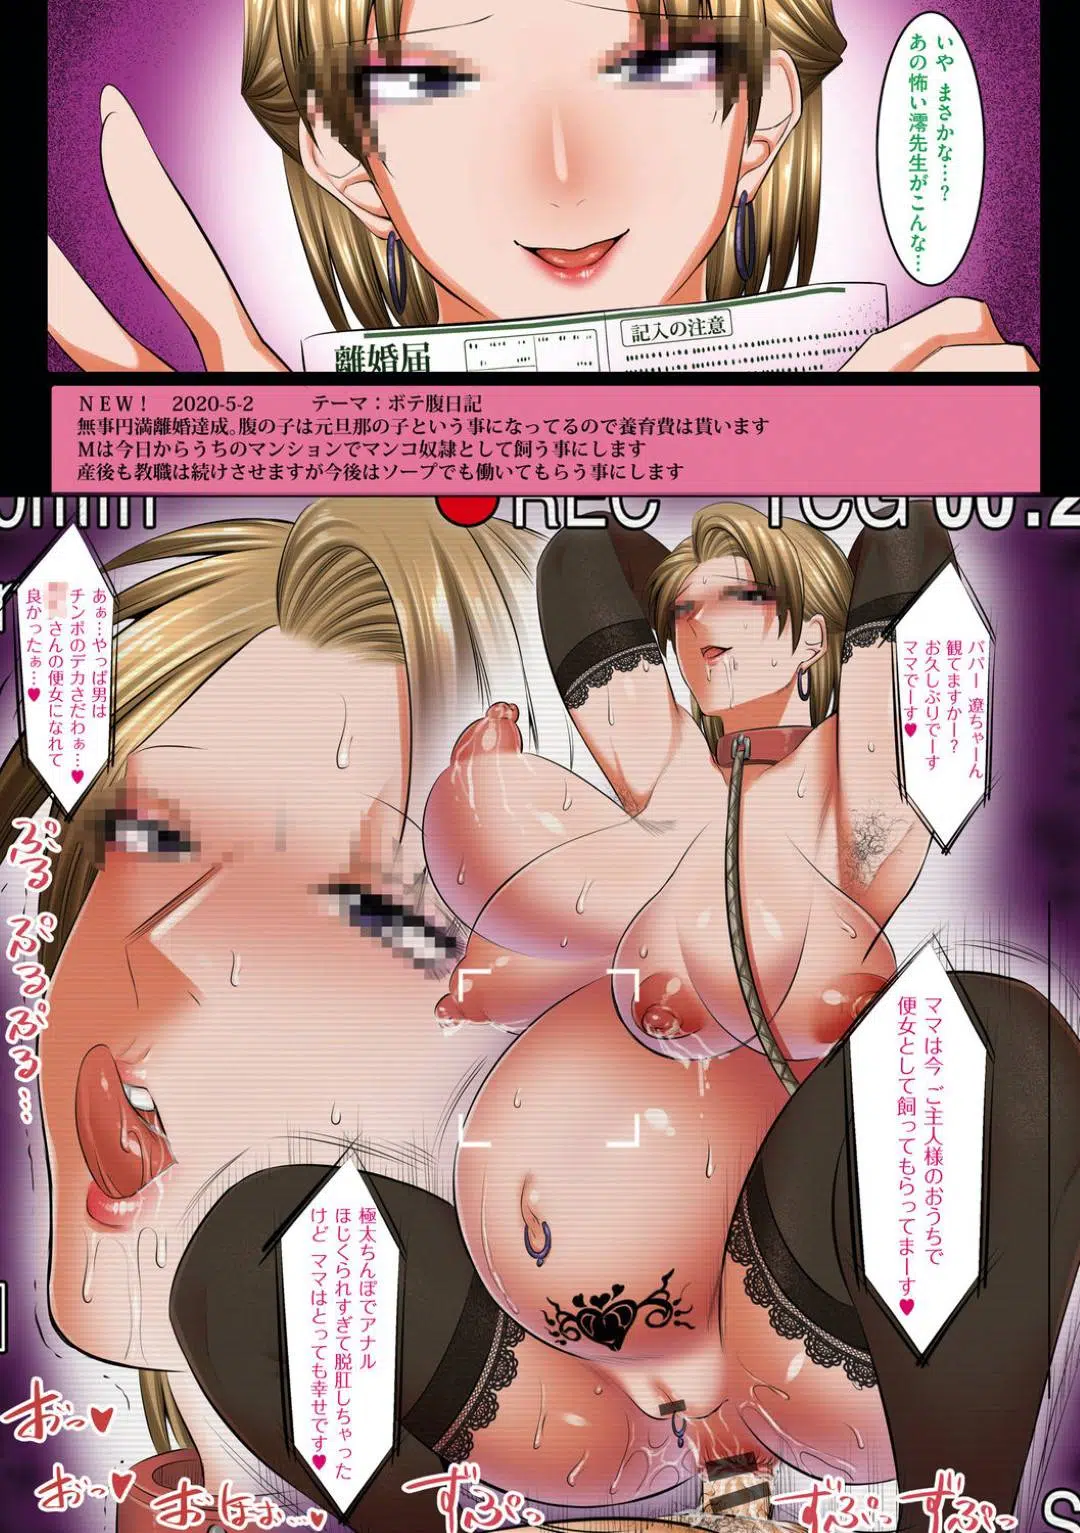 いや まさかな…?
あの怖い澪先生がこんな…
離婚届
記入の注意
NEW! 2020-5-2 テーマ:ボテ腹日記
無事円満離婚達成。腹の子は元旦那の子という事になってるので養育費は貰います
Mは今日からうちのマンションでマンコ奴隷として飼う事にします
産後も教職は続けさせますが今後はソープでも働いてもらう事にします
REC TCG 00:2
パパー 遼ちゃーん
観てますかー?
お久しぶりでーす
ママでーす♥
あぁ…やっぱ男は
チンポのデカさだわぁ…♥
さんの便女になれて
良かったぁ…♥
ぷる ぷるぷる…
ママは今 ご主人様のおうちで
便女として飼ってもらってまーす♥
極太ちんぽでアナル
ほじくられすぎて脱肛しちゃった
けど ママはとっても幸せです♥
おっ♥
おっ♥
おほぉ…♥
ずぷっ
ずぷっ
ずぷっ